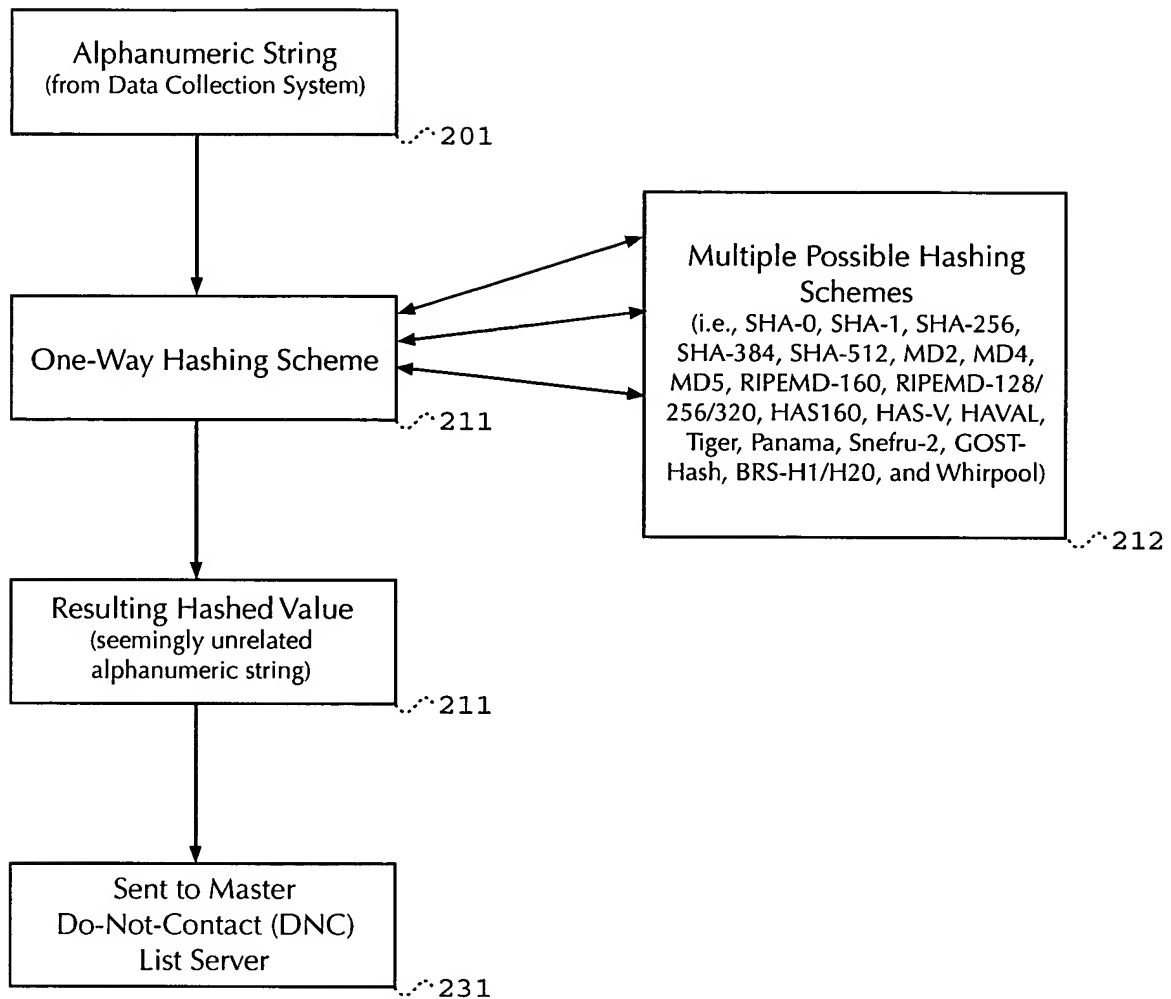 Alphanumeric String
(from Data Collection System)
201
One-Way Hashing Scheme
211
Multiple Possible Hashing
Schemes
(i.e., SHA-0, SHA-1, SHA-256,
SHA-384, SHA-512, MD2, MD4,
MD5, RIPEMD-160, RIPEMD-128/
256/320, HAS160, HAS-V, HAVAL,
Tiger, Panama, Snefru-2, GOST-
Hash, BRS-H1/H20, and Whirpool)
212
Resulting Hashed Value
(seemingly unrelated
alphanumeric string)
211
Sent to Master
Do-Not-Contact (DNC)
List Server
231